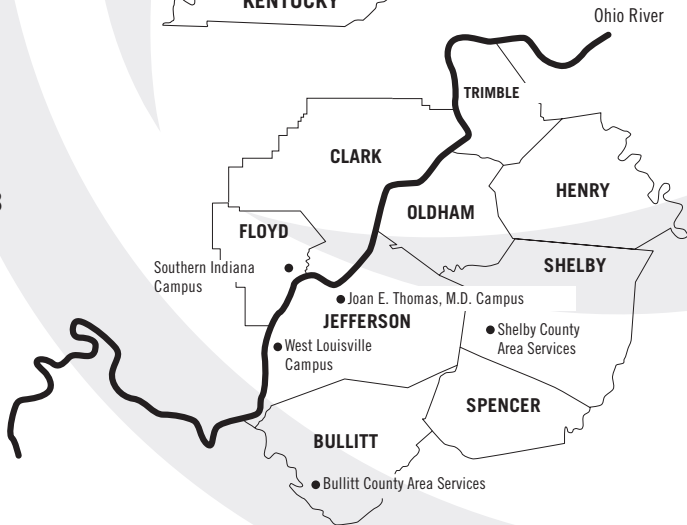 KENTUCKY
Ohio River
TRIMBLE
CLARK
HENRY
OLDHAM
FLOYD
SHELBY
Southern Indiana
Campus
Joan E. Thomas, M.D. Campus
JEFFERSON
Shelby County
Area Services
West Louisville
Campus
SPENCER
BULLITT
Bullitt County Area Services